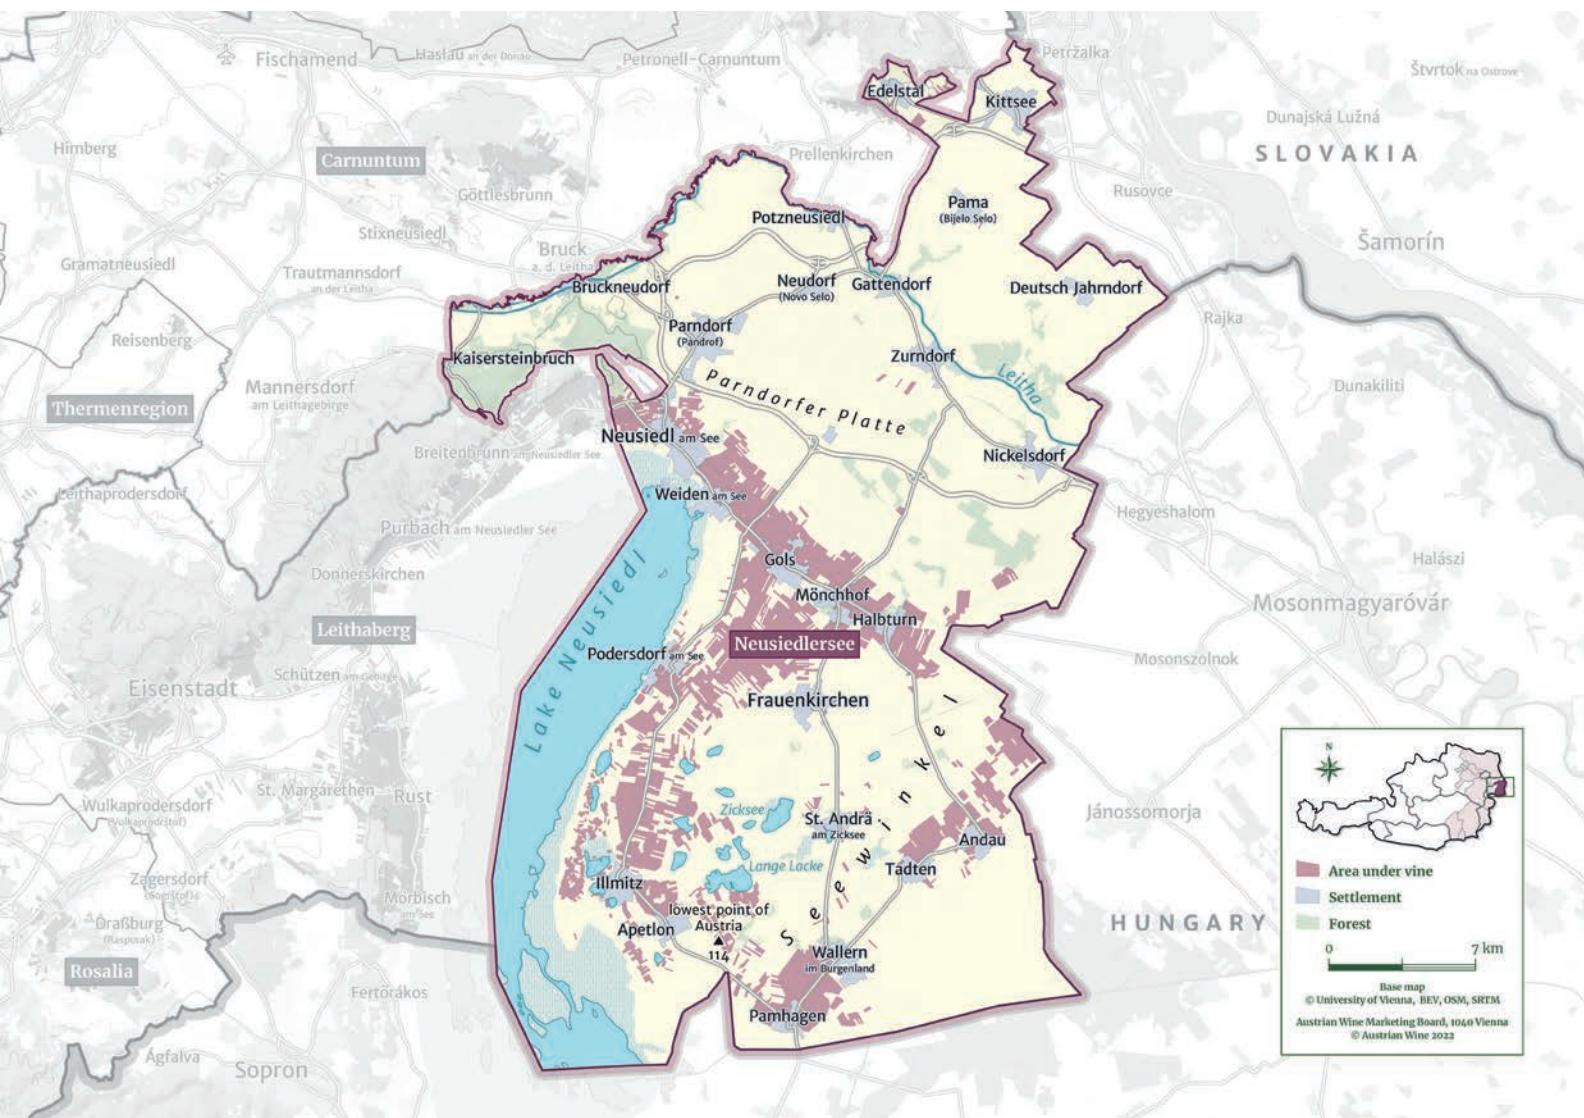 Fischamend
Haslau an der Donau
Petronell-Carnuntum
Petržalka
Štvrtok na Ostrove
Edelstal
Kittsee
Dunajská Lužná
Himberg
Carnuntum
Prellenkirchen
SLOVAKIA
Göttlesbrunn
Rusovce
Pama
(Bijelo Selo)
Potzneusiedl
Stixneusiedl
Šamorín
Bruck
a. d. Leitha
Gramatneusiedl
Trautmannsdorf
an der Leitha
Bruckneudorf
Neudorf
(Novo Selo)
Gattendorf
Deutsch Jahrndorf
Rajka
Parndorf
(Pandrof)
Reisenberg
Kaisersteinbruch
Zurndorf
Leitha
Mannersdorf
am Leithagebirge
Dunakiliti
Parndorfer Platte
Thermenregion
Neusiedl am See
Breitenbrunn am Neusiedler See
Nickelsdorf
Leithaprodersdorf
Weiden am See
Hegyeshalom
Purbach am Neusiedler See
Gols
Halászi
Donnerskirchen
Lake Neusiedl
Mönchhof
Mosonmagyaróvár
Halbturn
Leithaberg
Neusiedlersee
Podersdorf am See
Mosonszolnok
Schützen am Gebirge
Eisenstadt
Frauenkirchen
Seewinkel
N
St. Margarethen
Rust
Wulkaprodersdorf
(Vulkaprodrštof)
Zicksee
St. Andrä
am Zicksee
Jánossomorja
Andau
Lange Lacke
Tadten
Area under vine
Illmitz
Zagersdorf
Mörbisch
am See
Settlement
lowest point of
Austria
114
Draßburg
(Rasporak)
Apetlon
HUNGARY
Forest
0 7 km
Wallern
im Burgenland
Rosalia
Fertőrákos
Pamhagen
Base map
© University of Vienna, BEV, OSM, SRTM
Austrian Wine Marketing Board, 1040 Vienna
© Austrian Wine 2022
Ágfalva
Sopron